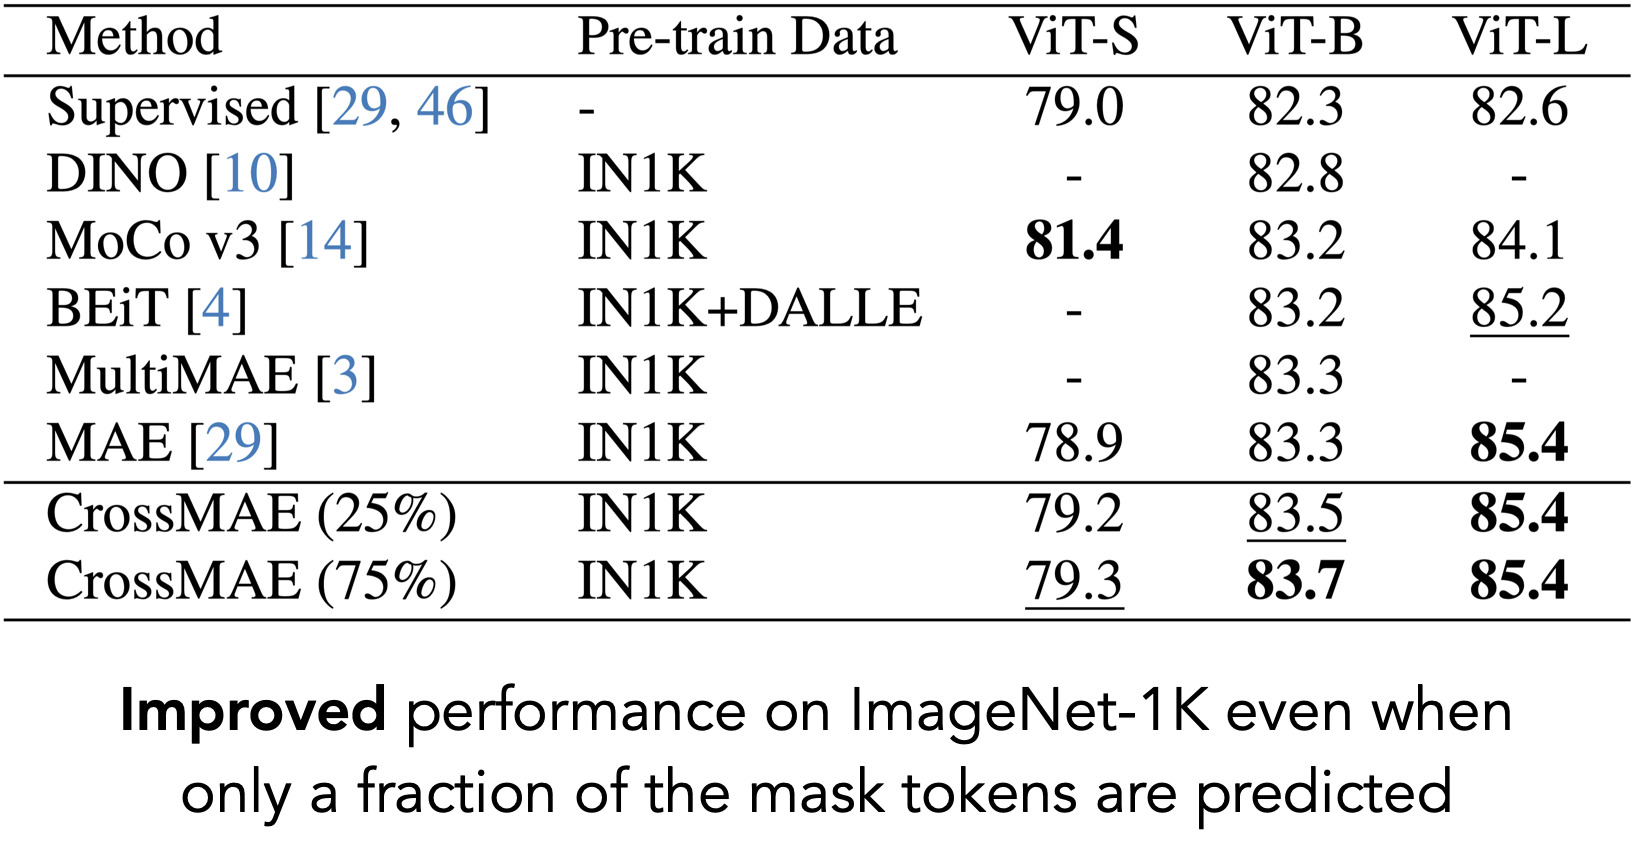 Method Pre-train Data ViT-S ViT-B ViT-L
Supervised [29, 46] - 79.0 82.3 82.6
DINO [10] IN1K - 82.8 -
MoCo v3 [14] IN1K 81.4 83.2 84.1
BEiT [4] IN1K+DALLE - 83.2 85.2
MultiMAE [3] IN1K - 83.3 -
MAE [29] IN1K 78.9 83.3 85.4
CrossMAE (25%) IN1K 79.2 83.5 85.4
CrossMAE (75%) IN1K 79.3 83.7 85.4
Improved performance on ImageNet-1K even when
only a fraction of the mask tokens are predicted